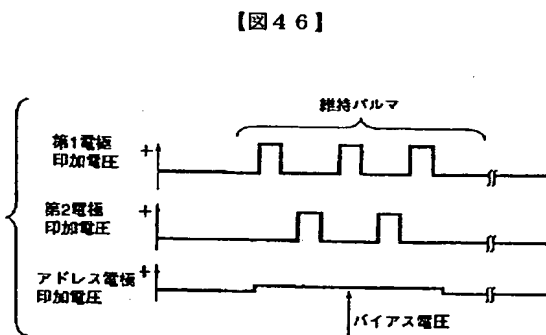 【図46】
維持パルマ
第1電極
印加電圧
+
第2電極
印加電圧
+
アドレス電極
印加電圧
+
バイアス電圧